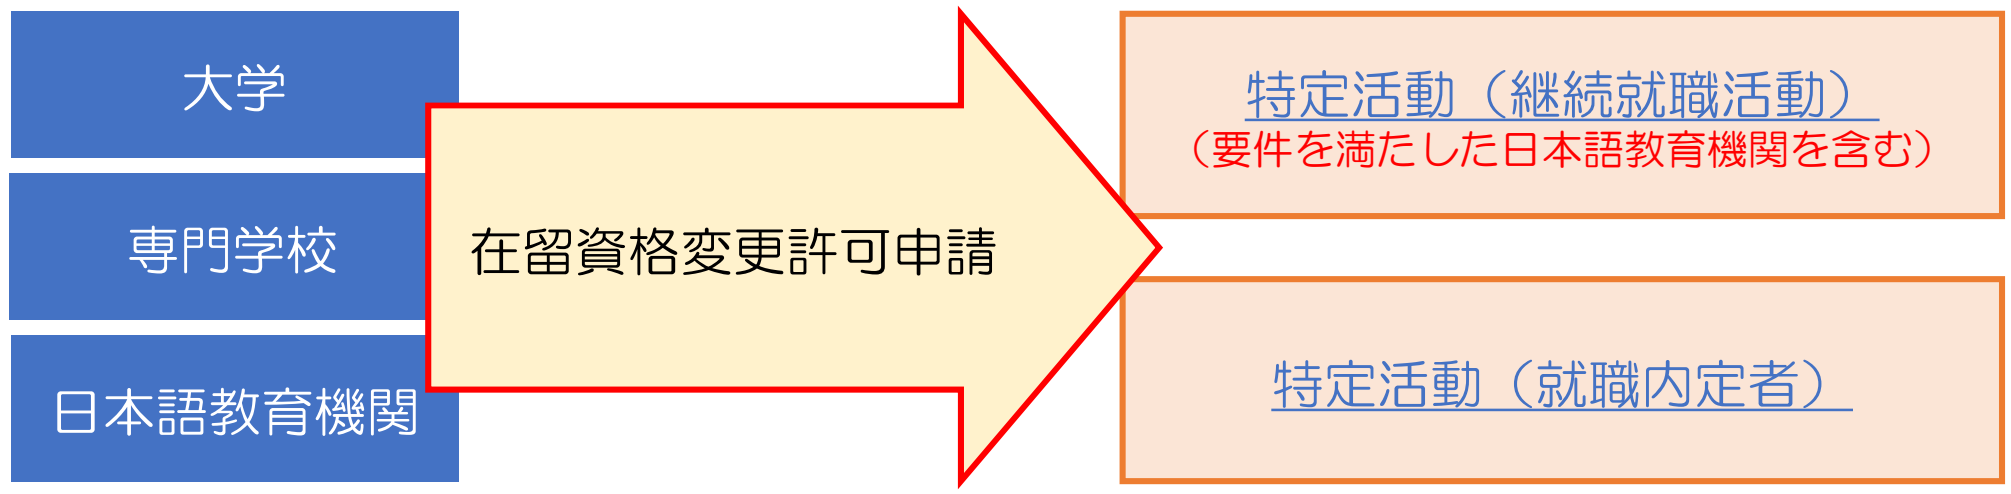 大学
専門学校
日本語教育機関
在留資格変更許可申請
特定活動（継続就職活動）
（要件を満たした日本語教育機関を含む）
特定活動（就職内定者）